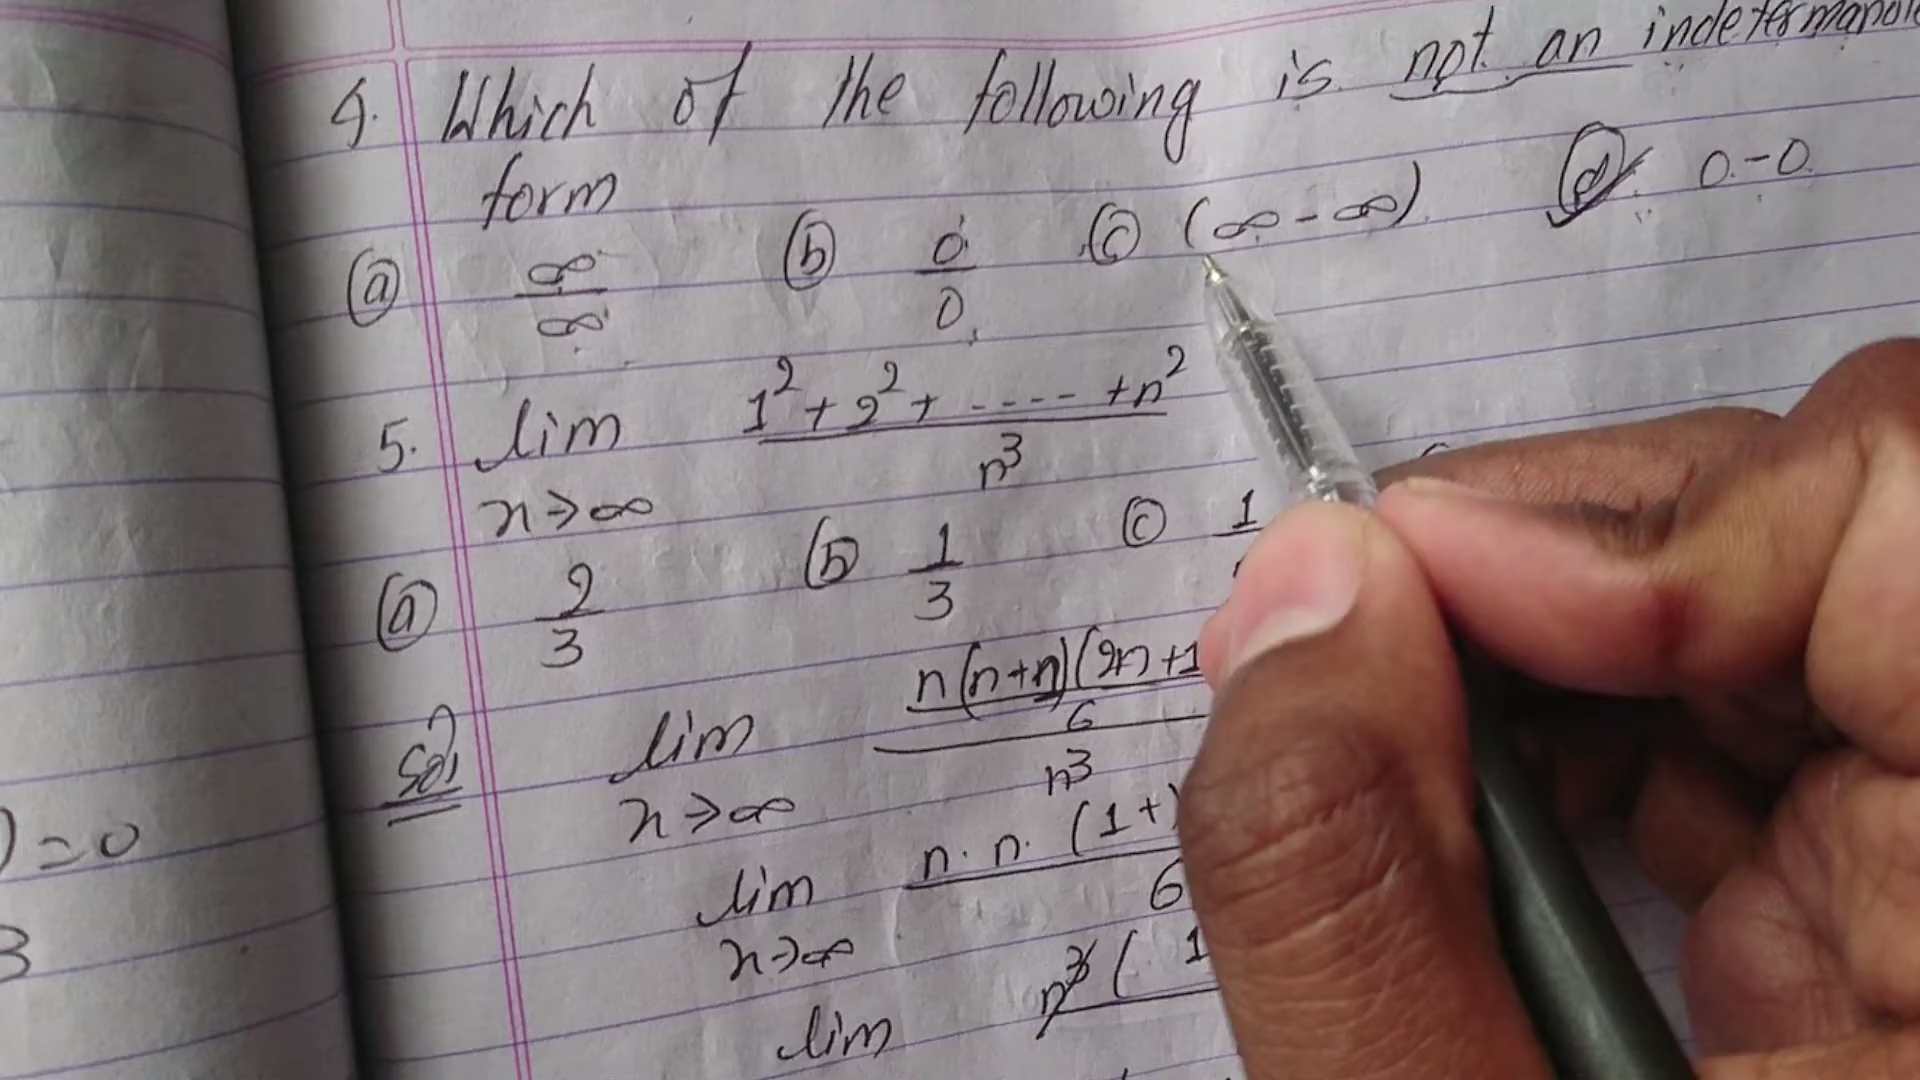 4. Which of the following is not an
form
(a) ∞/∞ (b) 0/0 (c) (∞ - ∞) (d) 0 - 0
5. lim 1² + 2² + ---- + n² / n³
n → ∞
(a) 2/3 (b) 1/3 (c) 1
Sol. lim n(n+n)(2n+1 / 6 / n³
n → ∞
lim n. n. (1+ / 6
n → ∞
lim n³ ( 1
) = 0
3